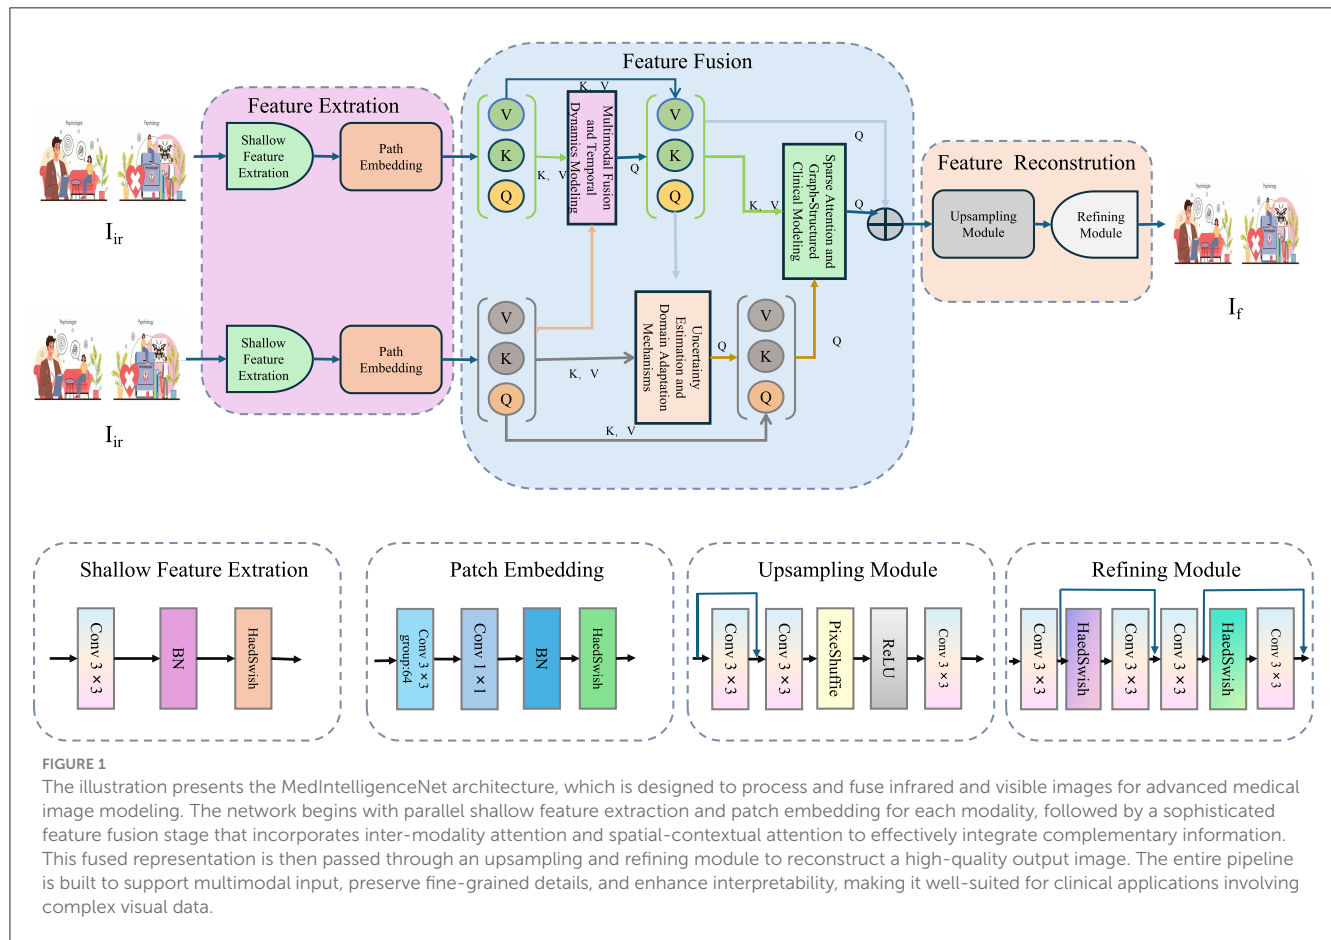 Feature Fusion
K, V
Feature Extration
Shallow
Feature
Extraction
Path
Embedding
V
K
Q
K, V
Multimodal Fusion
and Temporal
Dynamics Modeling
Q
V
K
Q
K, V
Sparse Attention and
Graph-Structured
Clinical Modeling
Q
Q
Feature Reconstrution
Upsampling
Module
Refining
Module
Psychologist
Psychology
I_ir
Psychologist
Psychology
I_f
Psychologist
Psychology
I_ir
Shallow
Feature
Extraction
Path
Embedding
V
K
Q
K, V
K, V
Uncertainty
Estimation and
Domain Adaptation
Mechanisms
Q
V
K
Q
Q
Shallow Feature Extration
Conv 3×3
BN
HaedSwish
Patch Embedding
Conv 3×3
group:64
Conv 1×1
BN
HaedSwish
Upsampling Module
Conv 3×3
Conv 3×3
PixeShuffie
ReLU
Conv 3×3
Refining Module
Conv 3×3
HaedSwish
Conv 3×3
Conv 3×3
HaedSwish
Conv 3×3
FIGURE 1
The illustration presents the MedIntelligenceNet architecture, which is designed to process and fuse infrared and visible images for advanced medical
image modeling. The network begins with parallel shallow feature extraction and patch embedding for each modality, followed by a sophisticated
feature fusion stage that incorporates inter-modality attention and spatial-contextual attention to effectively integrate complementary information.
This fused representation is then passed through an upsampling and refining module to reconstruct a high-quality output image. The entire pipeline
is built to support multimodal input, preserve fine-grained details, and enhance interpretability, making it well-suited for clinical applications involving
complex visual data.